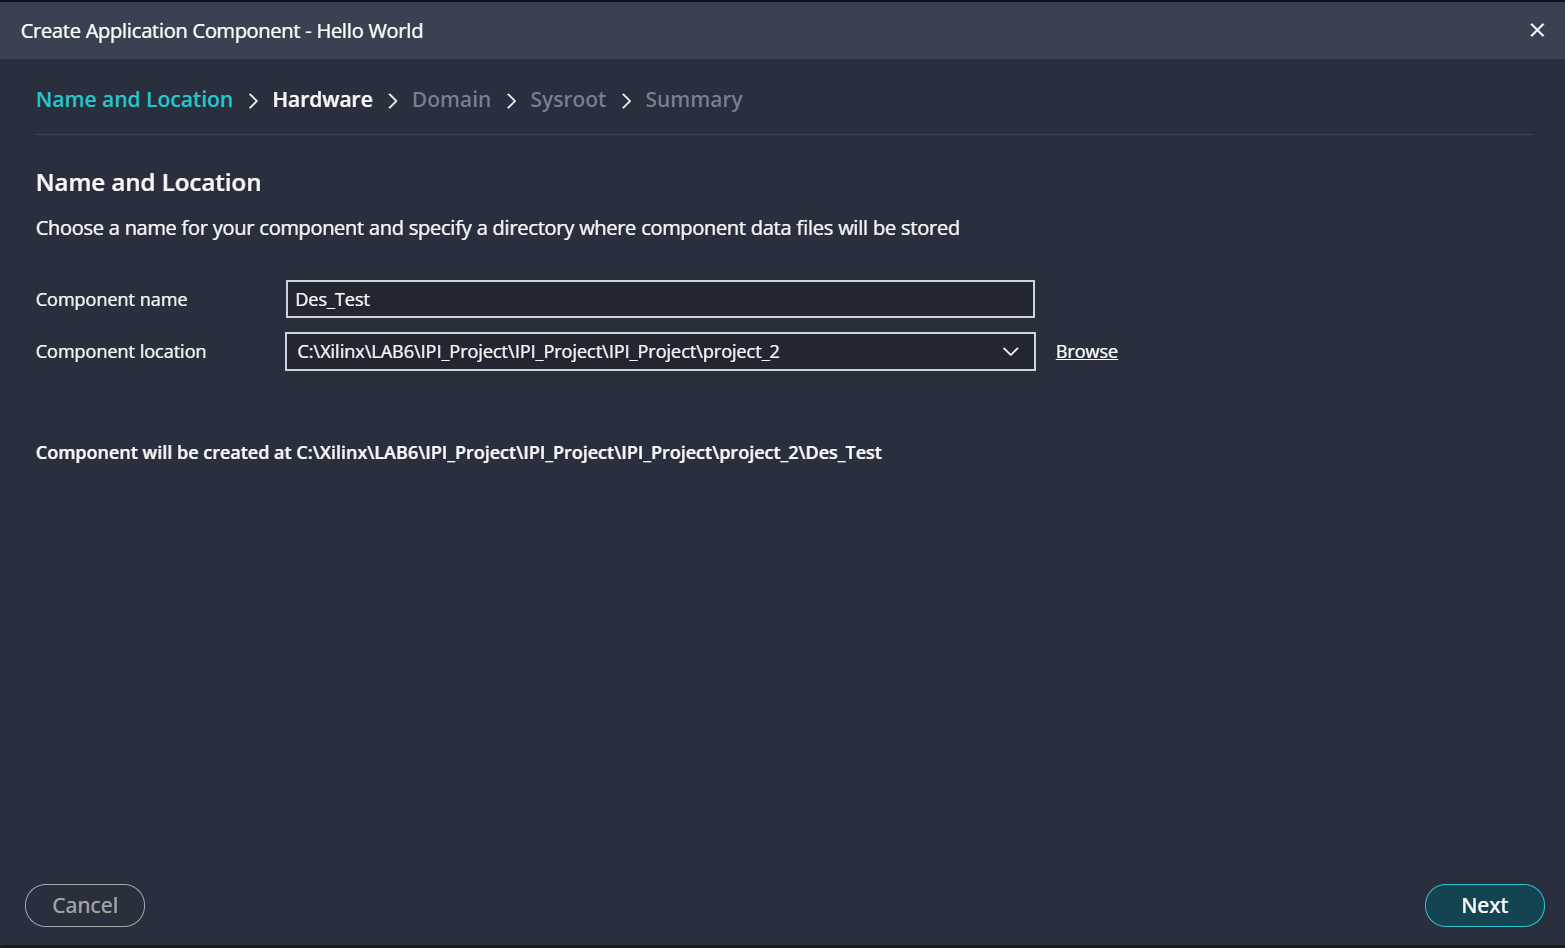 Create Application Component - Hello World
Name and Location > Hardware > Domain > Sysroot > Summary
Name and Location
Choose a name for your component and specify a directory where component data files will be stored
Component name Des_Test
Component location C:\Xilinx\LAB6\IPI_Project\IPI_Project\IPI_Project\project_2 Browse
Component will be created at C:\Xilinx\LAB6\IPI_Project\IPI_Project\IPI_Project\project_2\Des_Test
Cancel Next